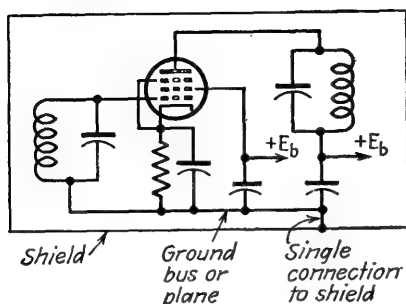 +E_b
+E_b
Shield
Ground
bus or
plane
Single
connection
to shield